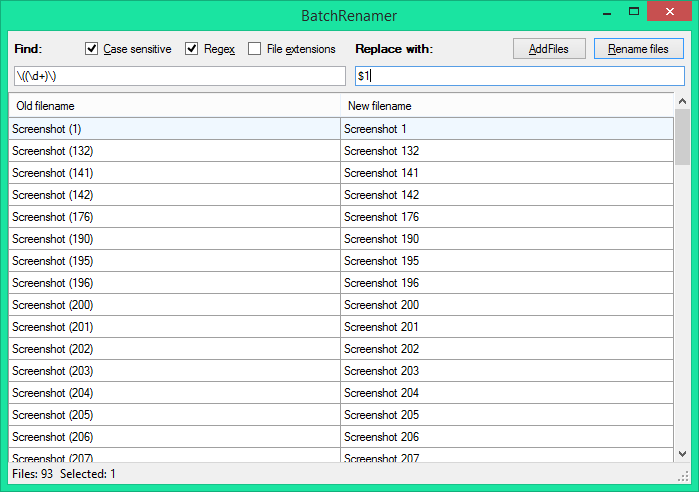 BatchRenamer
Find: Case sensitive Regex File extensions Replace with: AddFiles Rename files
\((\d+)\) $1
Old filename New filename
Screenshot (1) Screenshot 1
Screenshot (132) Screenshot 132
Screenshot (141) Screenshot 141
Screenshot (142) Screenshot 142
Screenshot (176) Screenshot 176
Screenshot (190) Screenshot 190
Screenshot (195) Screenshot 195
Screenshot (196) Screenshot 196
Screenshot (200) Screenshot 200
Screenshot (201) Screenshot 201
Screenshot (202) Screenshot 202
Screenshot (203) Screenshot 203
Screenshot (204) Screenshot 204
Screenshot (205) Screenshot 205
Screenshot (206) Screenshot 206
Screenshot (207) Screenshot 207
Files: 93 Selected: 1